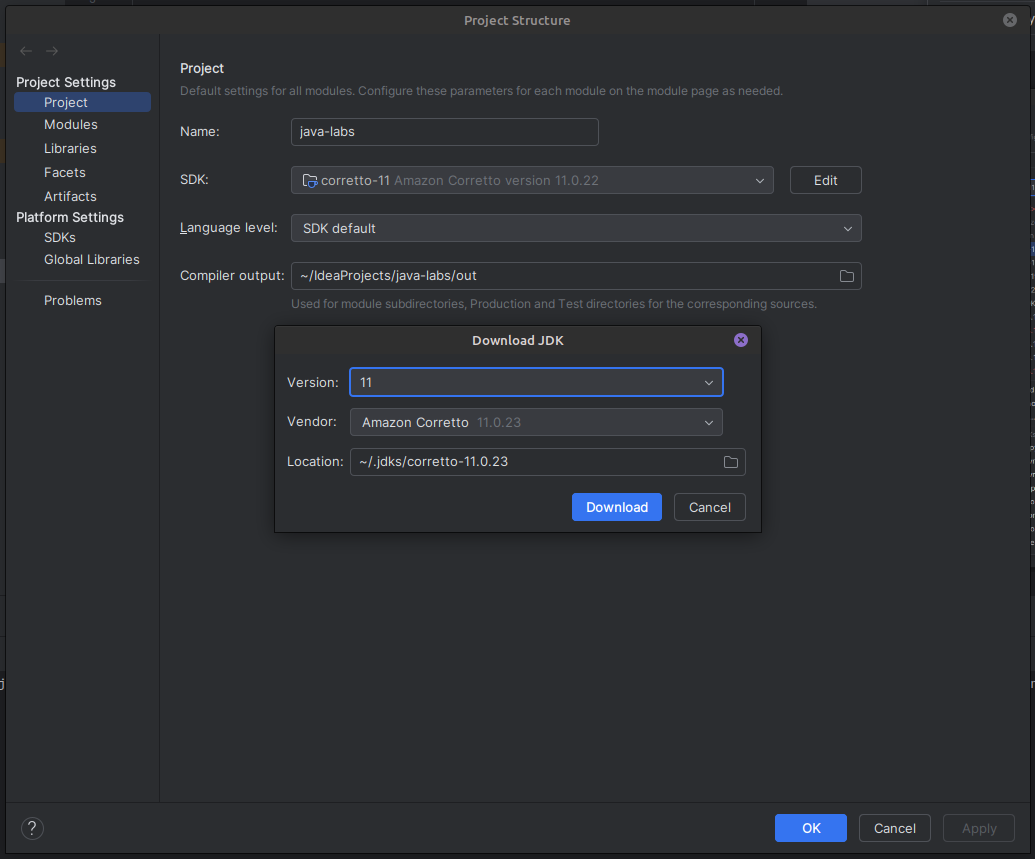 Project Structure
Project Settings
Project
Modules
Libraries
Facets
Artifacts
Platform Settings
SDKs
Global Libraries
Problems
Project
Default settings for all modules. Configure these parameters for each module on the module page as needed.
Name: java-labs
SDK: corretto-11 Amazon Corretto version 11.0.22 Edit
Language level: SDK default
Compiler output: ~/IdeaProjects/java-labs/out
Used for module subdirectories, Production and Test directories for the corresponding sources.
Download JDK
Version: 11
Vendor: Amazon Corretto 11.0.23
Location: ~/.jdks/corretto-11.0.23
Download Cancel
? OK Cancel Apply